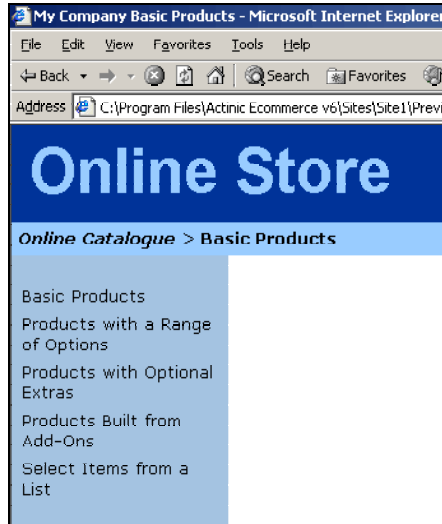 My Company Basic Products - Microsoft Internet Explorer
File Edit View Favorites Tools Help
Back Search Favorites
Address C:\Program Files\Actinic Ecommerce v6\Sites\Site1\Previ
Online Store
Online Catalogue > Basic Products
Basic Products
Products with a Range
of Options
Products with Optional
Extras
Products Built from
Add-Ons
Select Items from a
List